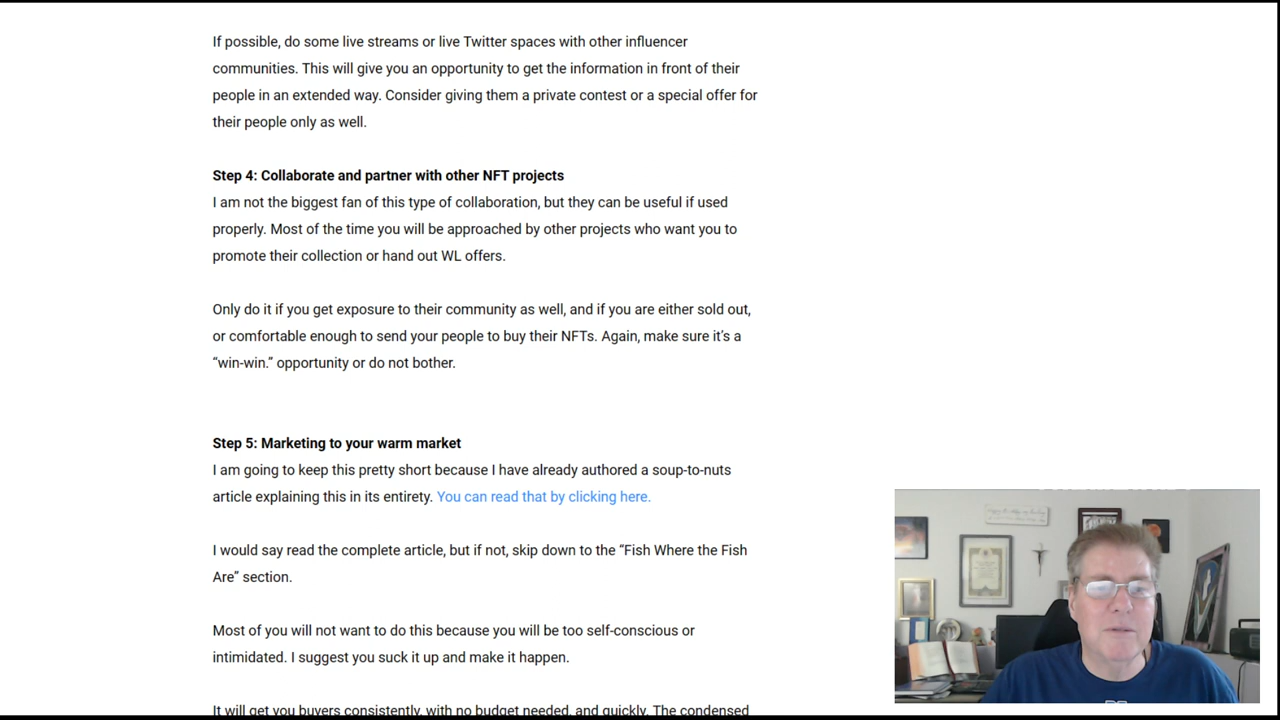 If possible, do some live streams or live Twitter spaces with other influencer
communities. This will give you an opportunity to get the information in front of their
people in an extended way. Consider giving them a private contest or a special offer for
their people only as well.
Step 4: Collaborate and partner with other NFT projects
I am not the biggest fan of this type of collaboration, but they can be useful if used
properly. Most of the time you will be approached by other projects who want you to
promote their collection or hand out WL offers.
Only do it if you get exposure to their community as well, and if you are either sold out,
or comfortable enough to send your people to buy their NFTs. Again, make sure it’s a
“win-win.” opportunity or do not bother.
Step 5: Marketing to your warm market
I am going to keep this pretty short because I have already authored a soup-to-nuts
article explaining this in its entirety. You can read that by clicking here.
I would say read the complete article, but if not, skip down to the “Fish Where the Fish
Are” section.
Most of you will not want to do this because you will be too self-conscious or
intimidated. I suggest you suck it up and make it happen.
It will get you buyers consistently, with no budget needed, and quickly. The condensed